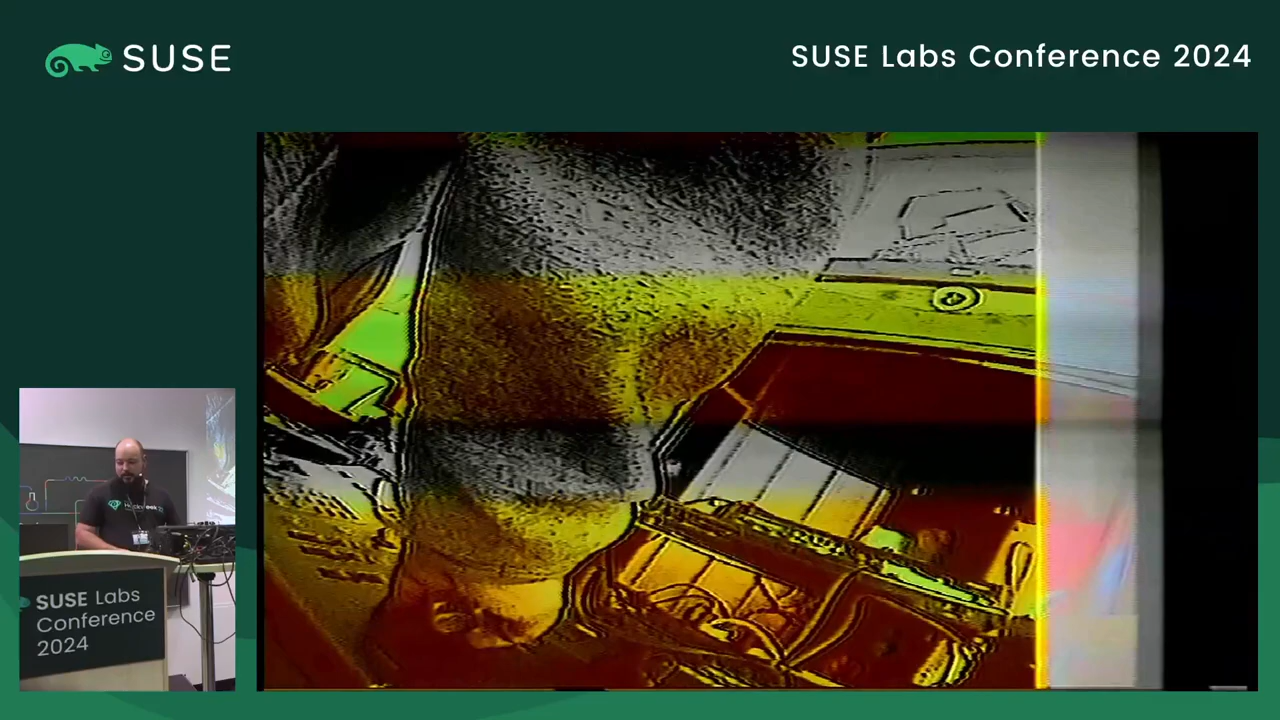 SUSE
SUSE Labs Conference 2024
SUSE Labs
Conference
2024